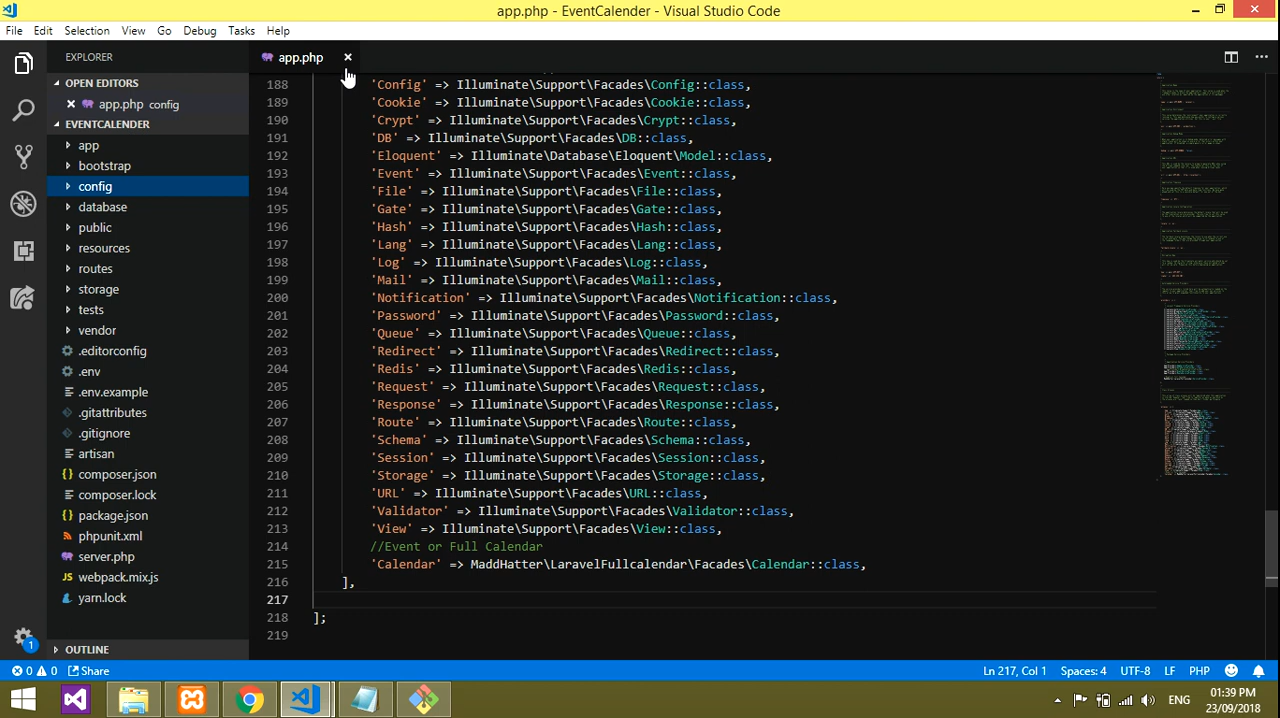 app.php - EventCalender - Visual Studio Code
File Edit Selection View Go Debug Tasks Help
EXPLORER
OPEN EDITORS
app.php config
EVENTCALENDER
app
bootstrap
config
database
public
resources
routes
storage
tests
vendor
.editorconfig
.env
.env.example
.gitattributes
.gitignore
artisan
composer.json
composer.lock
package.json
phpunit.xml
server.php
JS webpack.mix.js
yarn.lock
OUTLINE
app.php
188 'Config' => Illuminate\Support\Facades\Config::class,
189 'Cookie' => Illuminate\Support\Facades\Cookie::class,
190 'Crypt' => Illuminate\Support\Facades\Crypt::class,
191 'DB' => Illuminate\Support\Facades\DB::class,
192 'Eloquent' => Illuminate\Database\Eloquent\Model::class,
193 'Event' => Illuminate\Support\Facades\Event::class,
194 'File' => Illuminate\Support\Facades\File::class,
195 'Gate' => Illuminate\Support\Facades\Gate::class,
196 'Hash' => Illuminate\Support\Facades\Hash::class,
197 'Lang' => Illuminate\Support\Facades\Lang::class,
198 'Log' => Illuminate\Support\Facades\Log::class,
199 'Mail' => Illuminate\Support\Facades\Mail::class,
200 'Notification' => Illuminate\Support\Facades\Notification::class,
201 'Password' => Illuminate\Support\Facades\Password::class,
202 'Queue' => Illuminate\Support\Facades\Queue::class,
203 'Redirect' => Illuminate\Support\Facades\Redirect::class,
204 'Redis' => Illuminate\Support\Facades\Redis::class,
205 'Request' => Illuminate\Support\Facades\Request::class,
206 'Response' => Illuminate\Support\Facades\Response::class,
207 'Route' => Illuminate\Support\Facades\Route::class,
208 'Schema' => Illuminate\Support\Facades\Schema::class,
209 'Session' => Illuminate\Support\Facades\Session::class,
210 'Storage' => Illuminate\Support\Facades\Storage::class,
211 'URL' => Illuminate\Support\Facades\URL::class,
212 'Validator' => Illuminate\Support\Facades\Validator::class,
213 'View' => Illuminate\Support\Facades\View::class,
214 //Event or Full Calendar
215 'Calendar' => MaddHatter\LaravelFullcalendar\Facades\Calendar::class,
216 ],
217
218 ];
219
1
0 0 Share
Ln 217, Col 1 Spaces: 4 UTF-8 LF PHP
ENG
01:39 PM
23/09/2018